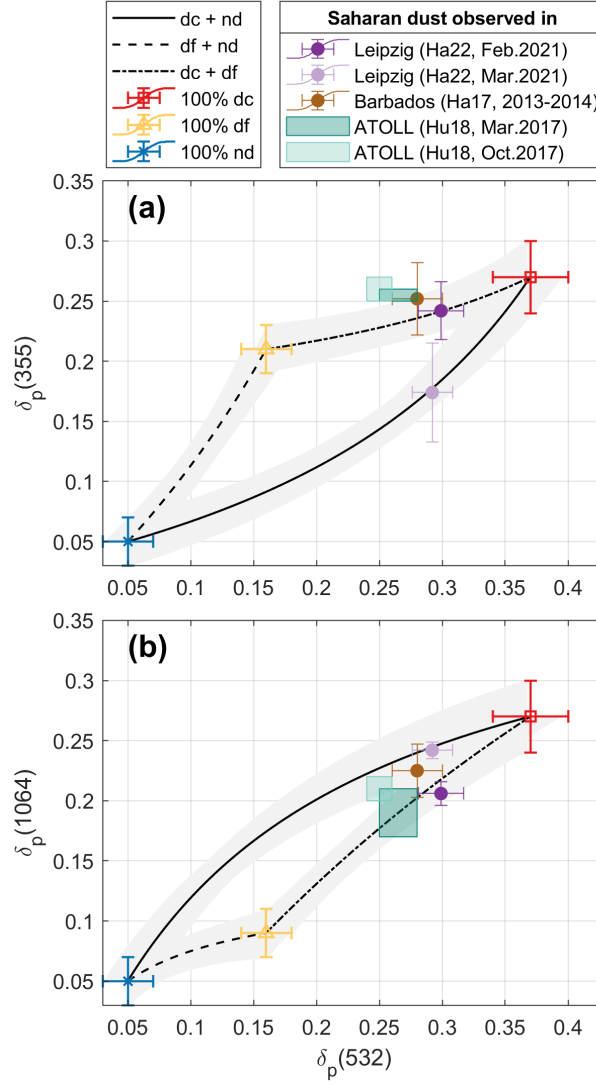 dc + nd
df + nd
dc + df
100% dc
100% df
100% nd
Saharan dust observed in
Leipzig (Ha22, Feb.2021)
Leipzig (Ha22, Mar.2021)
Barbados (Ha17, 2013-2014)
ATOLL (Hu18, Mar.2017)
ATOLL (Hu18, Oct.2017)
(a)
0.35
0.3
0.25
0.2
0.15
0.1
0.05
δp(355)
0.05 0.1 0.15 0.2 0.25 0.3 0.35 0.4
(b)
0.35
0.3
0.25
0.2
0.15
0.1
0.05
δp(1064)
0.05 0.1 0.15 0.2 0.25 0.3 0.35 0.4
δp(532)